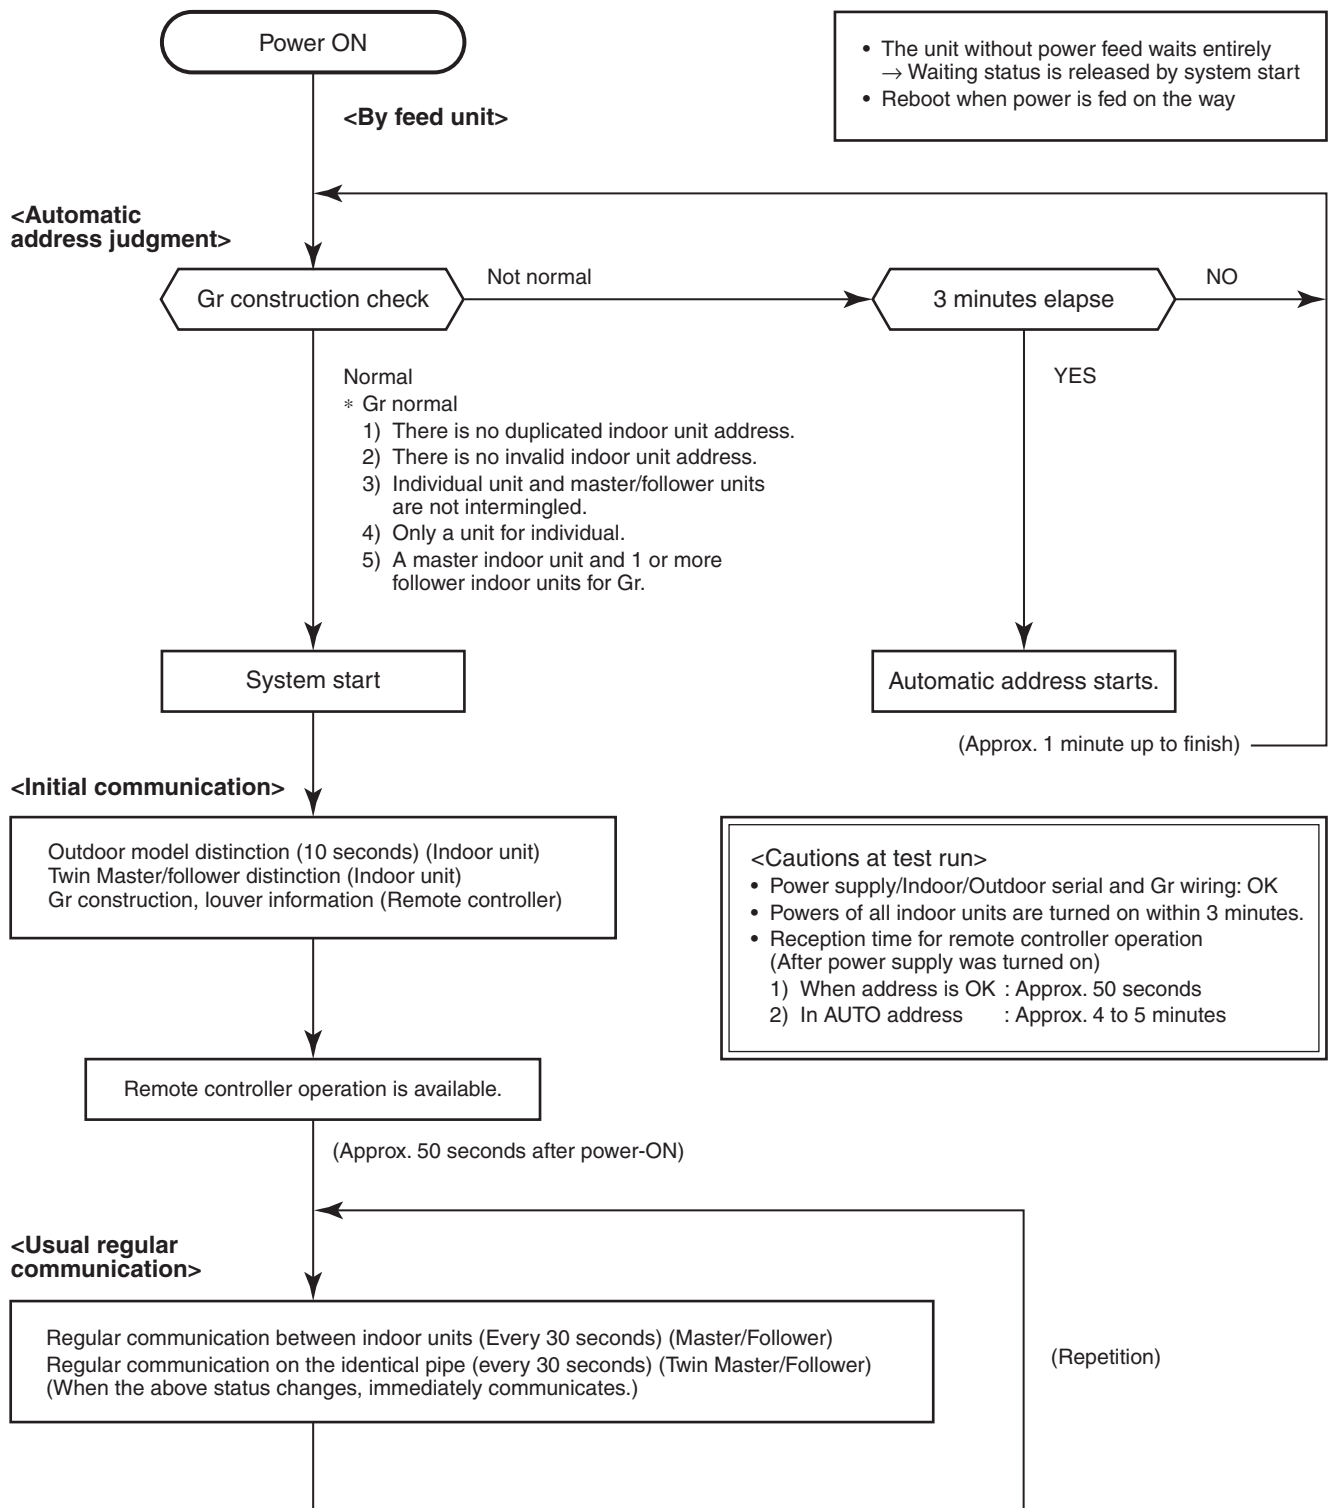 Power ON
• The unit without power feed waits entirely
→ Waiting status is released by system start
• Reboot when power is fed on the way
<By feed unit>
<Automatic
address judgment>
Gr construction check
Not normal
3 minutes elapse
NO
Normal
* Gr normal
1) There is no duplicated indoor unit address.
2) There is no invalid indoor unit address.
3) Individual unit and master/follower units
are not intermingled.
4) Only a unit for individual.
5) A master indoor unit and 1 or more
follower indoor units for Gr.
YES
System start
Automatic address starts.
(Approx. 1 minute up to finish)
<Initial communication>
Outdoor model distinction (10 seconds) (Indoor unit)
Twin Master/follower distinction (Indoor unit)
Gr construction, louver information (Remote controller)
<Cautions at test run>
• Power supply/Indoor/Outdoor serial and Gr wiring: OK
• Powers of all indoor units are turned on within 3 minutes.
• Reception time for remote controller operation
(After power supply was turned on)
1) When address is OK : Approx. 50 seconds
2) In AUTO address : Approx. 4 to 5 minutes
Remote controller operation is available.
(Approx. 50 seconds after power-ON)
<Usual regular
communication>
Regular communication between indoor units (Every 30 seconds) (Master/Follower)
Regular communication on the identical pipe (every 30 seconds) (Twin Master/Follower)
(When the above status changes, immediately communicates.)
(Repetition)